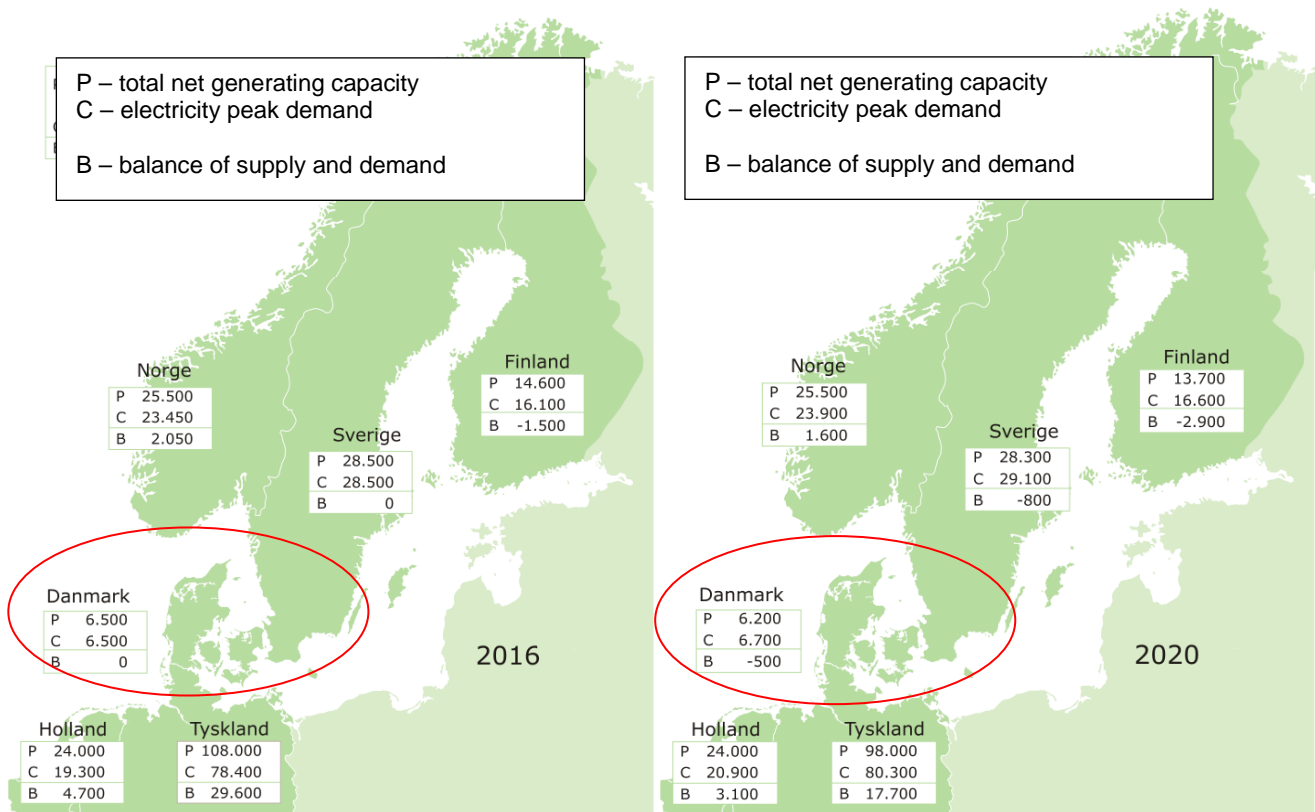 P – total net generating capacity
C – electricity peak demand
B – balance of supply and demand
Norge
P 25.500
C 23.450
B 2.050
Finland
P 14.600
C 16.100
B -1.500
Sverige
P 28.500
C 28.500
B 0
Danmark
P 6.500
C 6.500
B 0
2016
Holland
P 24.000
C 19.300
B 4.700
Tyskland
P 108.000
C 78.400
B 29.600
P – total net generating capacity
C – electricity peak demand
B – balance of supply and demand
Norge
P 25.500
C 23.900
B 1.600
Finland
P 13.700
C 16.600
B -2.900
Sverige
P 28.300
C 29.100
B -800
Danmark
P 6.200
C 6.700
B -500
2020
Holland
P 24.000
C 20.900
B 3.100
Tyskland
P 98.000
C 80.300
B 17.700